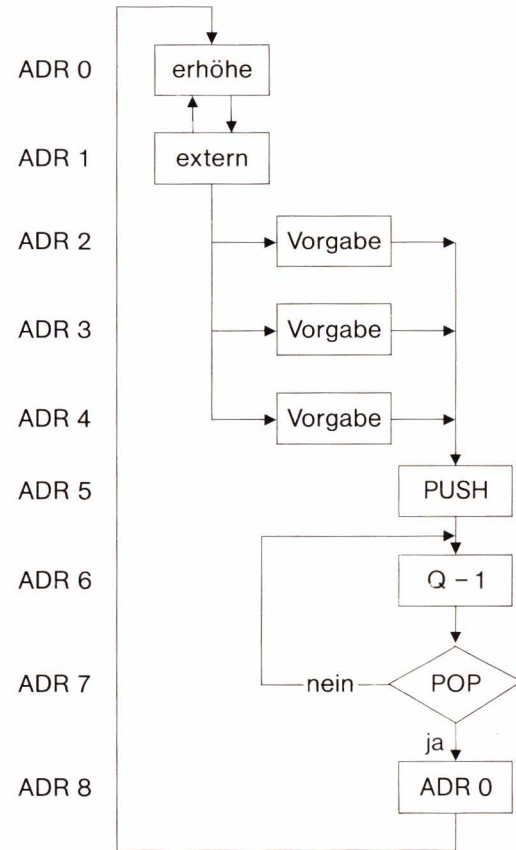 ADR 0 erhöhe
ADR 1 extern
ADR 2 Vorgabe
ADR 3 Vorgabe
ADR 4 Vorgabe
ADR 5 PUSH
ADR 6 Q – 1
ADR 7 nein POP
ja
ADR 8 ADR 0